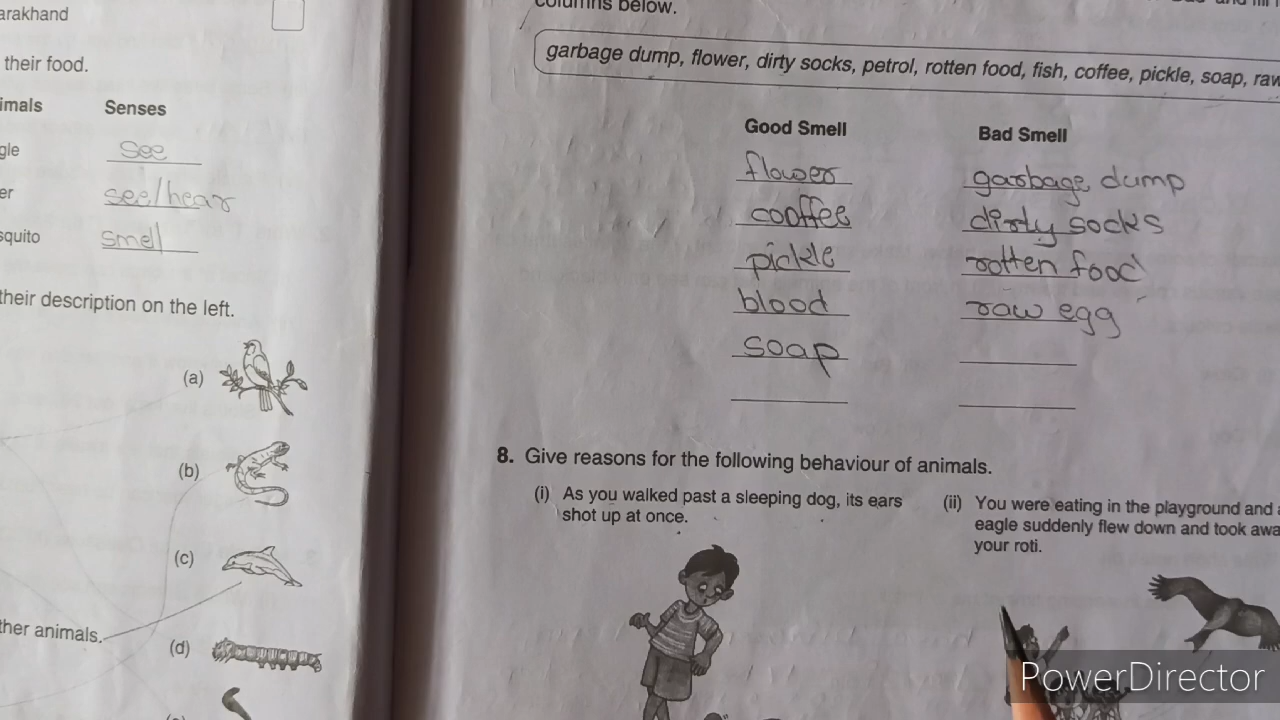 arakhand
their food.
imals Senses
gle see
er see/hear
squito smell
their description on the left.
(a)
(b)
(c)
ther animals.
(d)
columns below.
garbage dump, flower, dirty socks, petrol, rotten food, fish, coffee, pickle, soap, raw
Good Smell Bad Smell
flower garbage dump
cooffee dirty socks
pickle rotten food
blood raw egg
soap
8. Give reasons for the following behaviour of animals.
(i) As you walked past a sleeping dog, its ears
shot up at once.
(ii) You were eating in the playground and a
eagle suddenly flew down and took awa
your roti.
PowerDirector